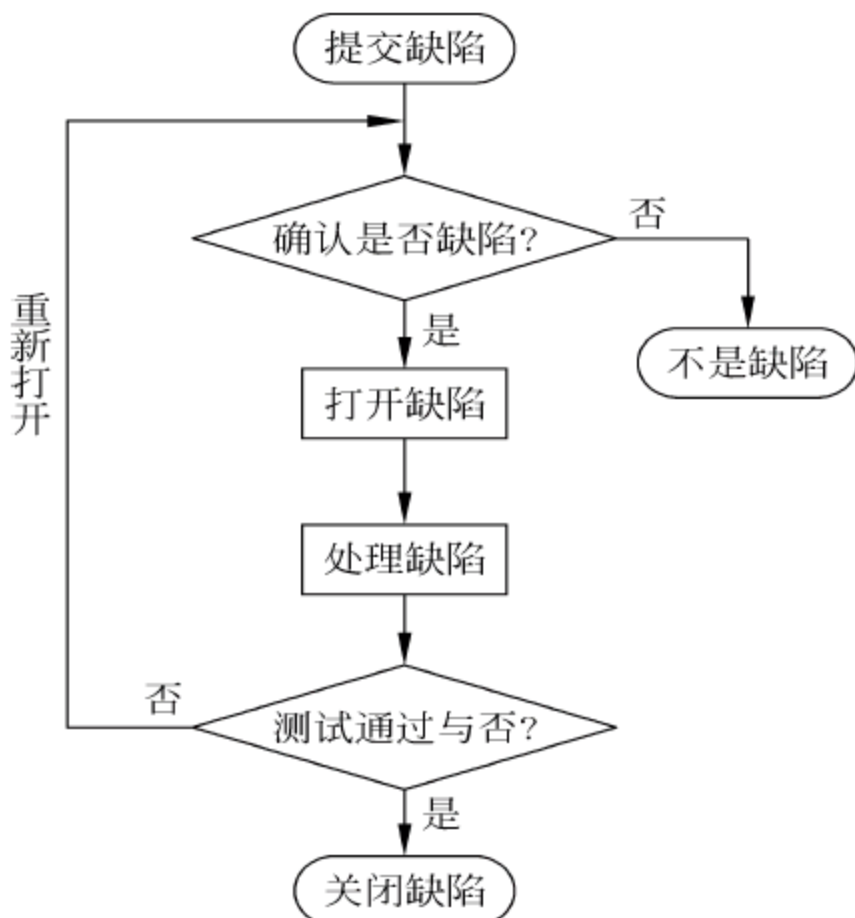 提交缺陷
确认是否缺陷?
否
是
不是缺陷
重新打开
打开缺陷
处理缺陷
否
测试通过与否?
是
关闭缺陷